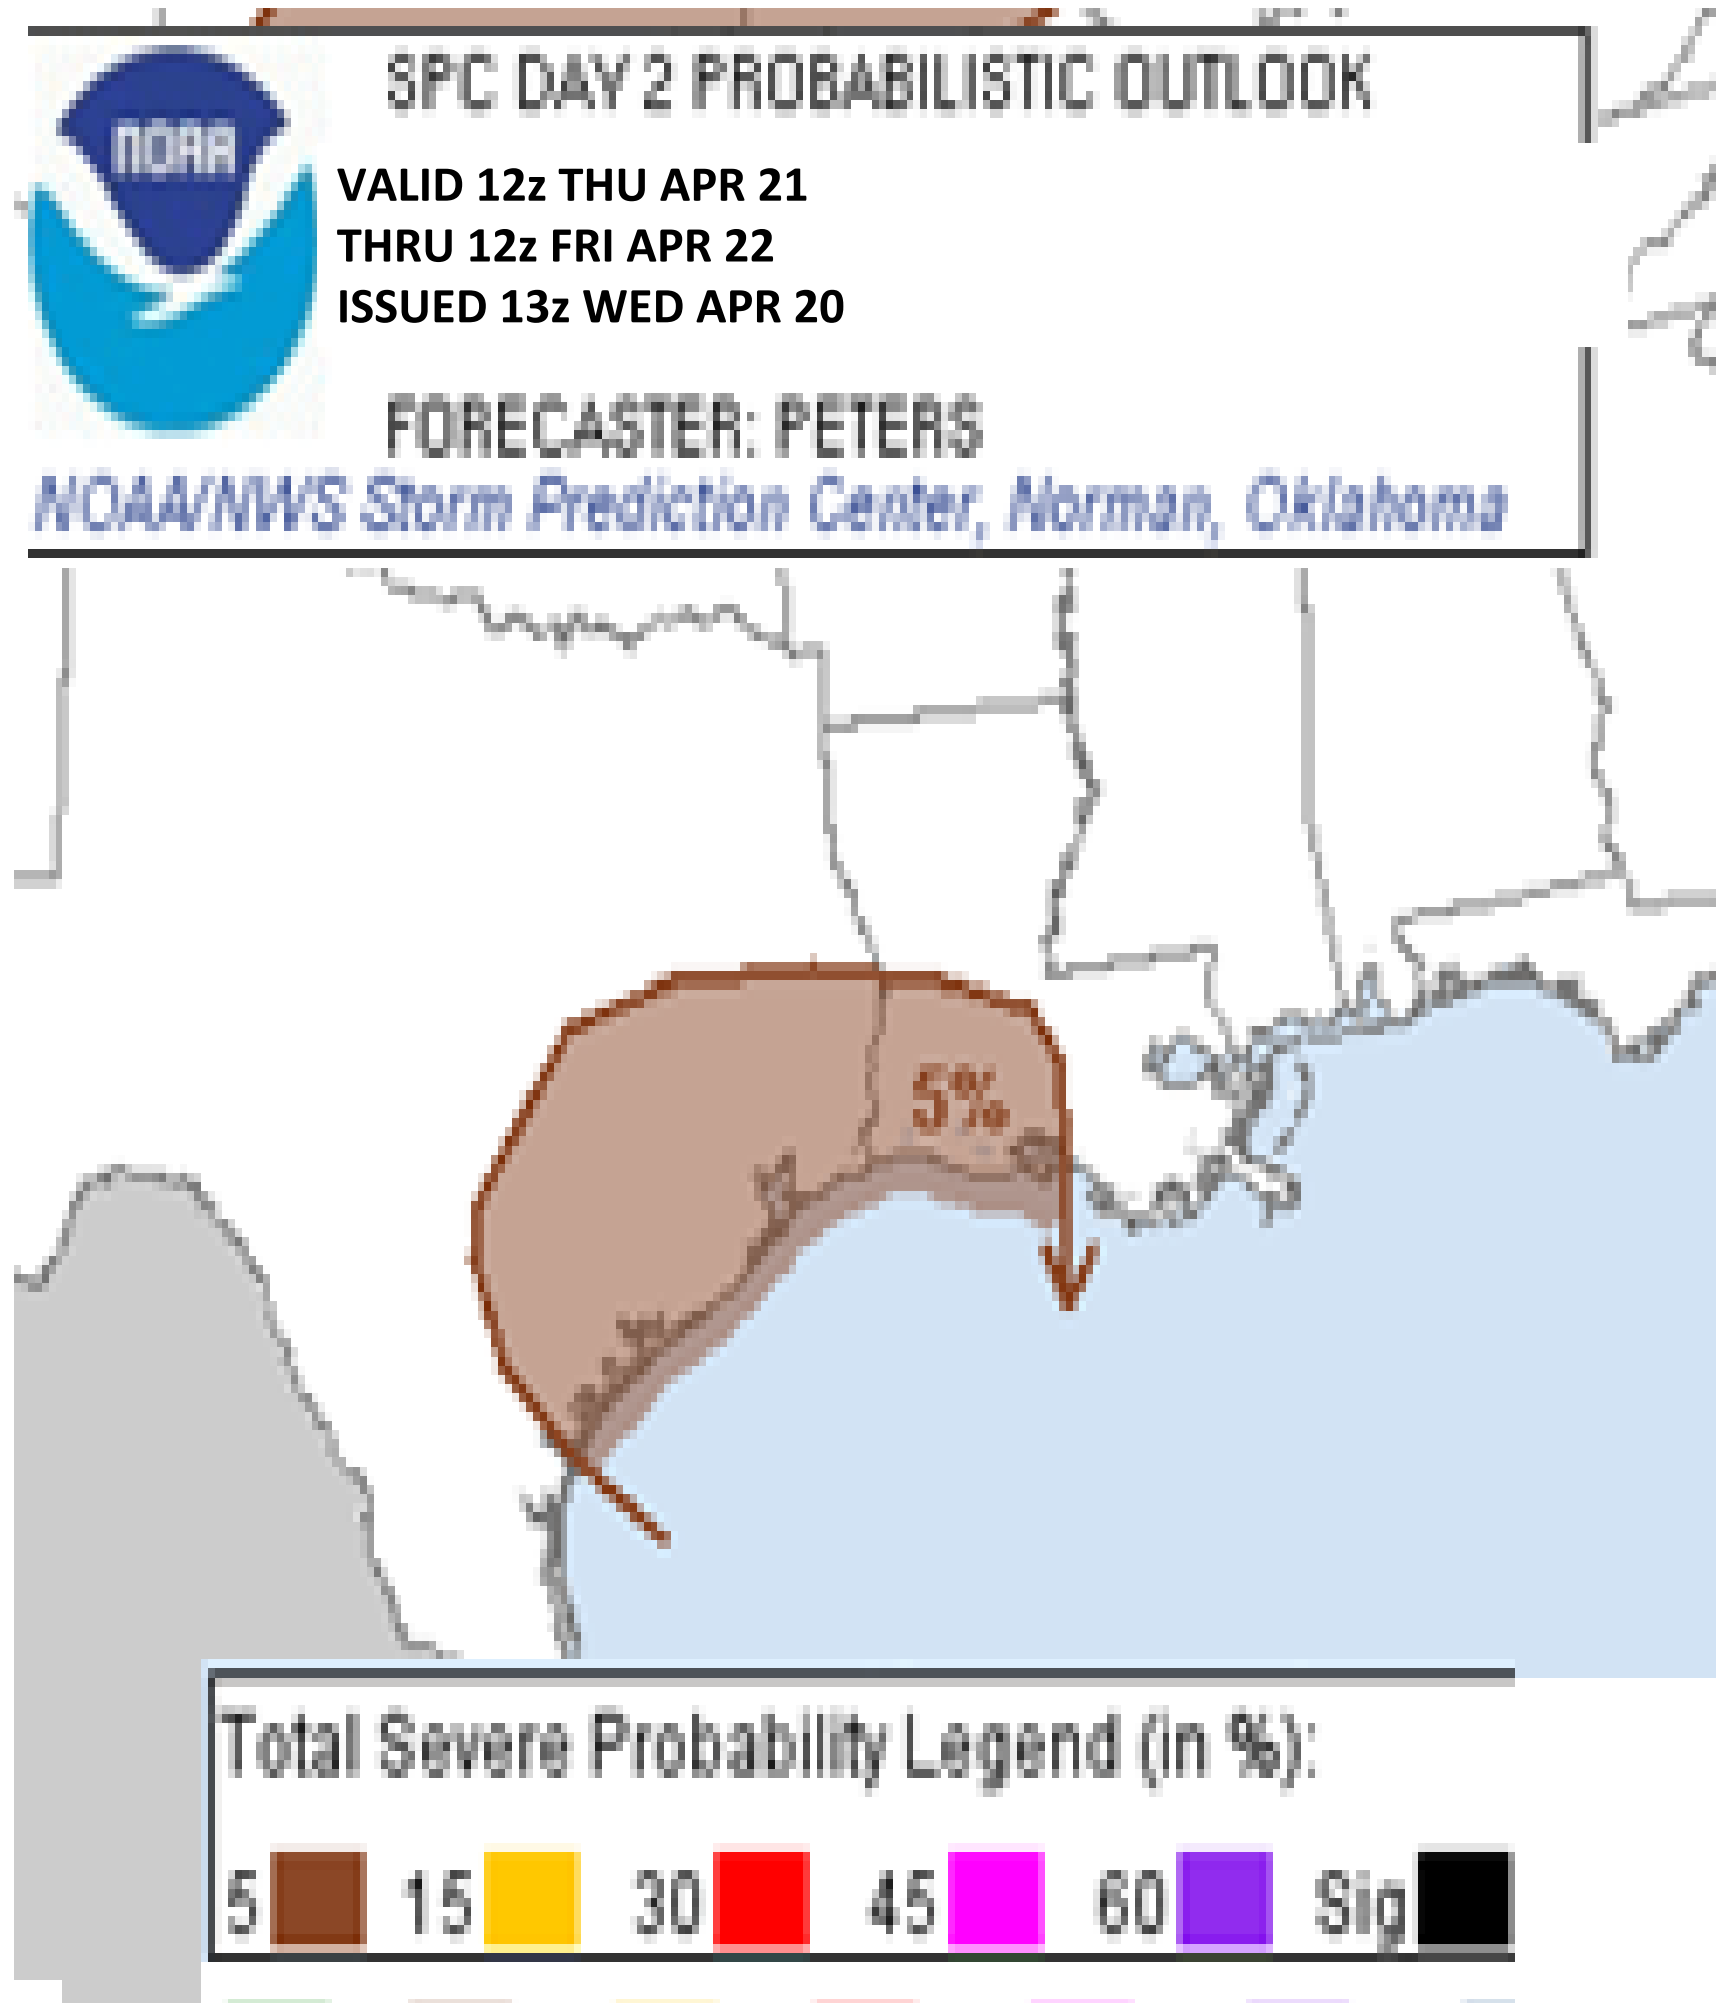 SPC DAY 2 PROBABILISTIC OUTLOOK
NOAA
VALID 12z THU APR 21
THRU 12z FRI APR 22
ISSUED 13z WED APR 20
FORECASTER: PETERS
NOAA/NWS Storm Prediction Center, Norman, Oklahoma
5%
Total Severe Probability Legend (in %):
5 15 30 45 60 Sig